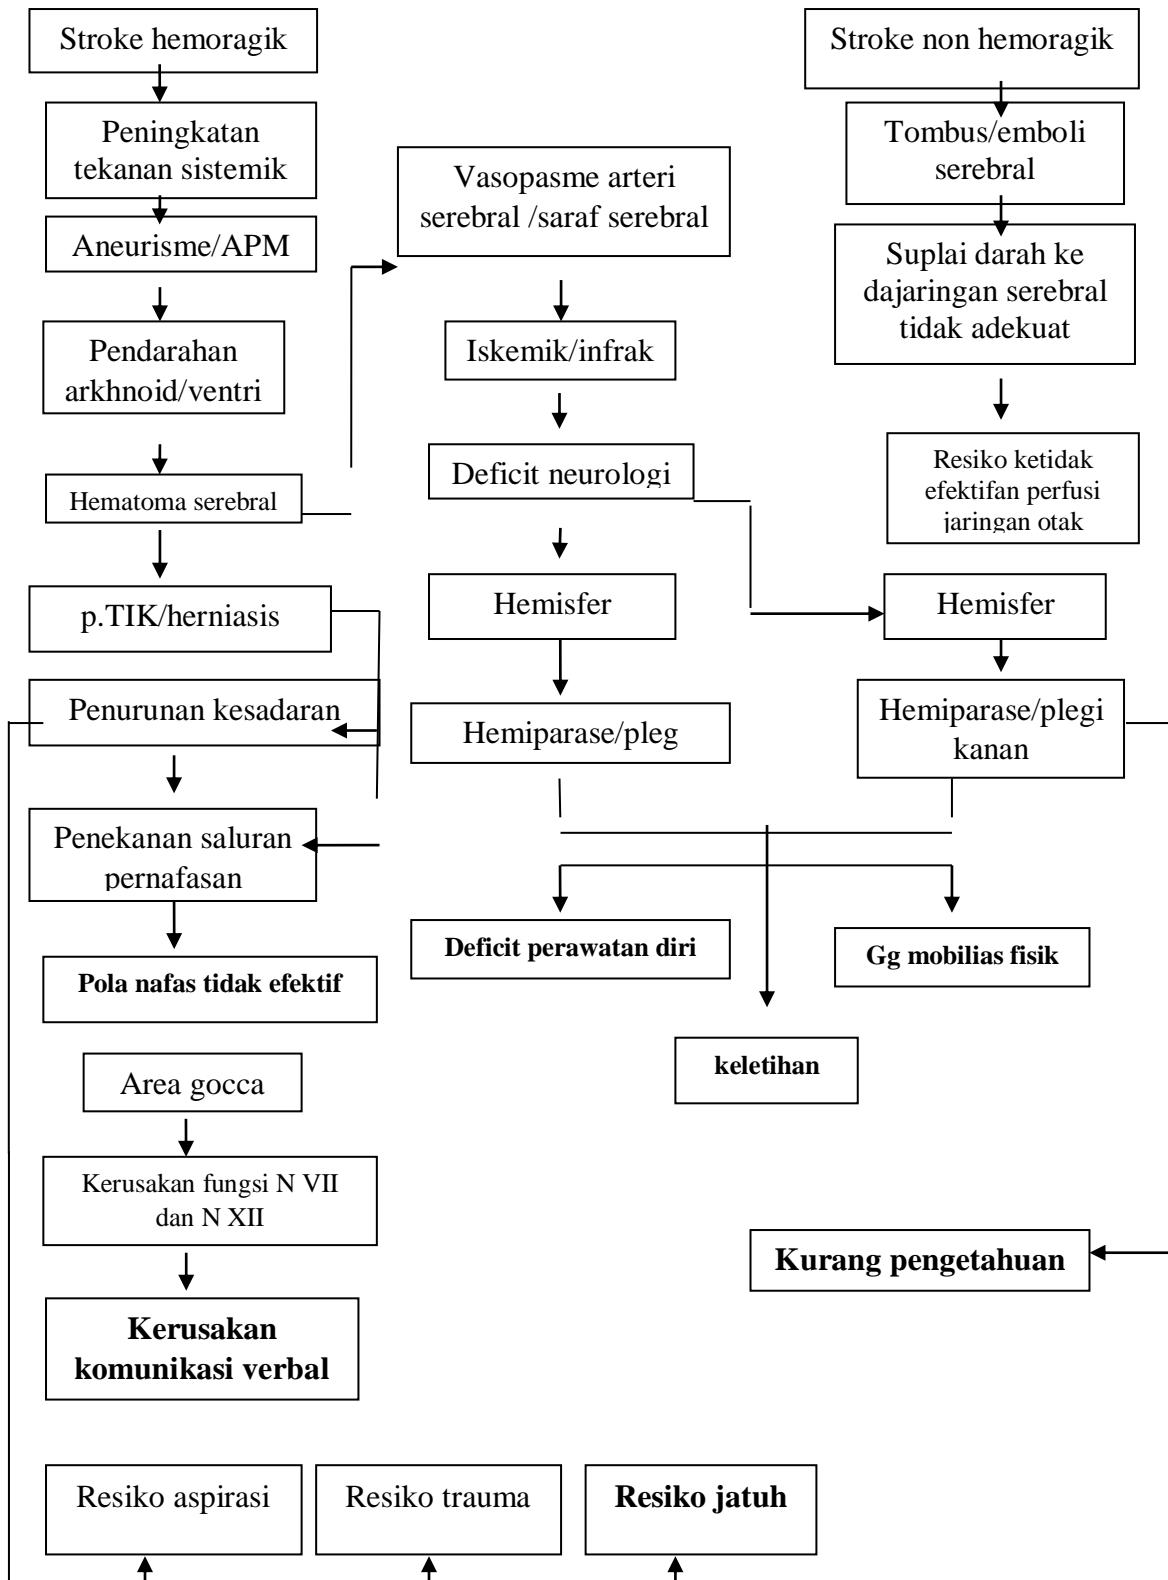 Stroke hemoragik
Peningkatan
tekanan sistemik
Aneurisme/APM
Pendarahan
arkhnoid/ventri
Hematoma serebral
p.TIK/herniasis
Penurunan kesadaran
Penekanan saluran
pernafasan
Pola nafas tidak efektif
Area gocca
Kerusakan fungsi N VII
dan N XII
Kerusakan
komunikasi verbal
Vasopasme arteri
serebral /saraf serebral
Iskemik/infrak
Deficit neurologi
Hemisfer
Hemiparase/pleg
Deficit perawatan diri
keletihan
Stroke non hemoragik
Tombus/emboli
serebral
Suplai darah ke
dajaringan serebral
tidak adekuat
Resiko ketidak
efektifan perfusi
jaringan otak
Hemisfer
Hemiparase/plegi
kanan
Gg mobilias fisik
Kurang pengetahuan
Resiko aspirasi
Resiko trauma
Resiko jatuh